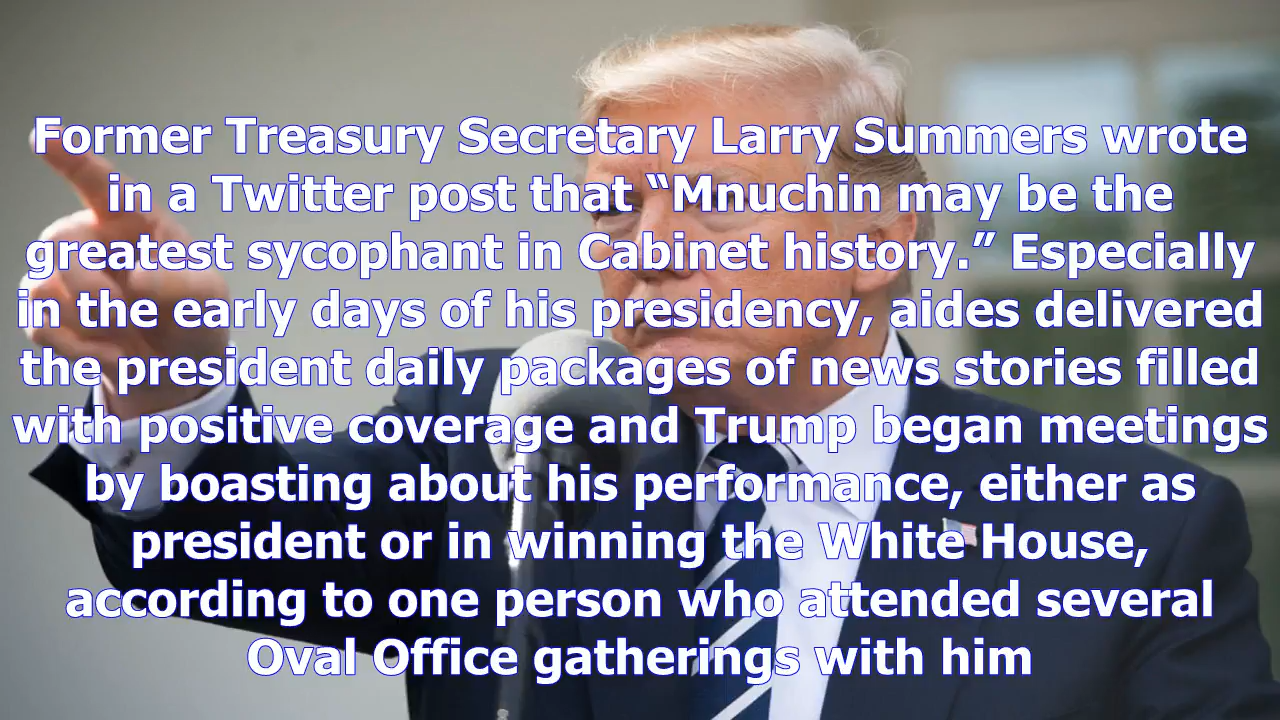 Former Treasury Secretary Larry Summers wrote
in a Twitter post that “Mnuchin may be the
greatest sycophant in Cabinet history.” Especially
in the early days of his presidency, aides delivered
the president daily packages of news stories filled
with positive coverage and Trump began meetings
by boasting about his performance, either as
president or in winning the White House,
according to one person who attended several
Oval Office gatherings with him